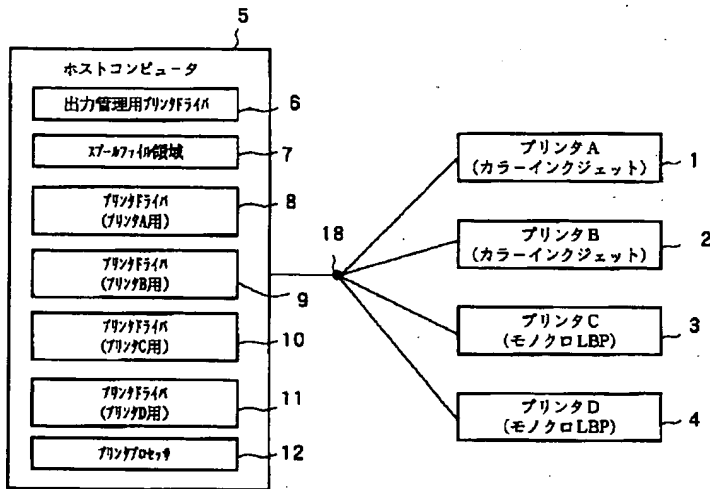 5
ホストコンピュータ
出力管理用プリンタドライバ
6
スプールファイル領域
7
プリンタドライバ
(プリンタA用)
8
プリンタドライバ
(プリンタB用)
9
プリンタドライバ
(プリンタC用)
10
プリンタドライバ
(プリンタD用)
11
プリンタプロセッサ
12
18
プリンタA
(カラーインクジェット)
1
プリンタB
(カラーインクジェット)
2
プリンタC
(モノクロLBP)
3
プリンタD
(モノクロLBP)
4